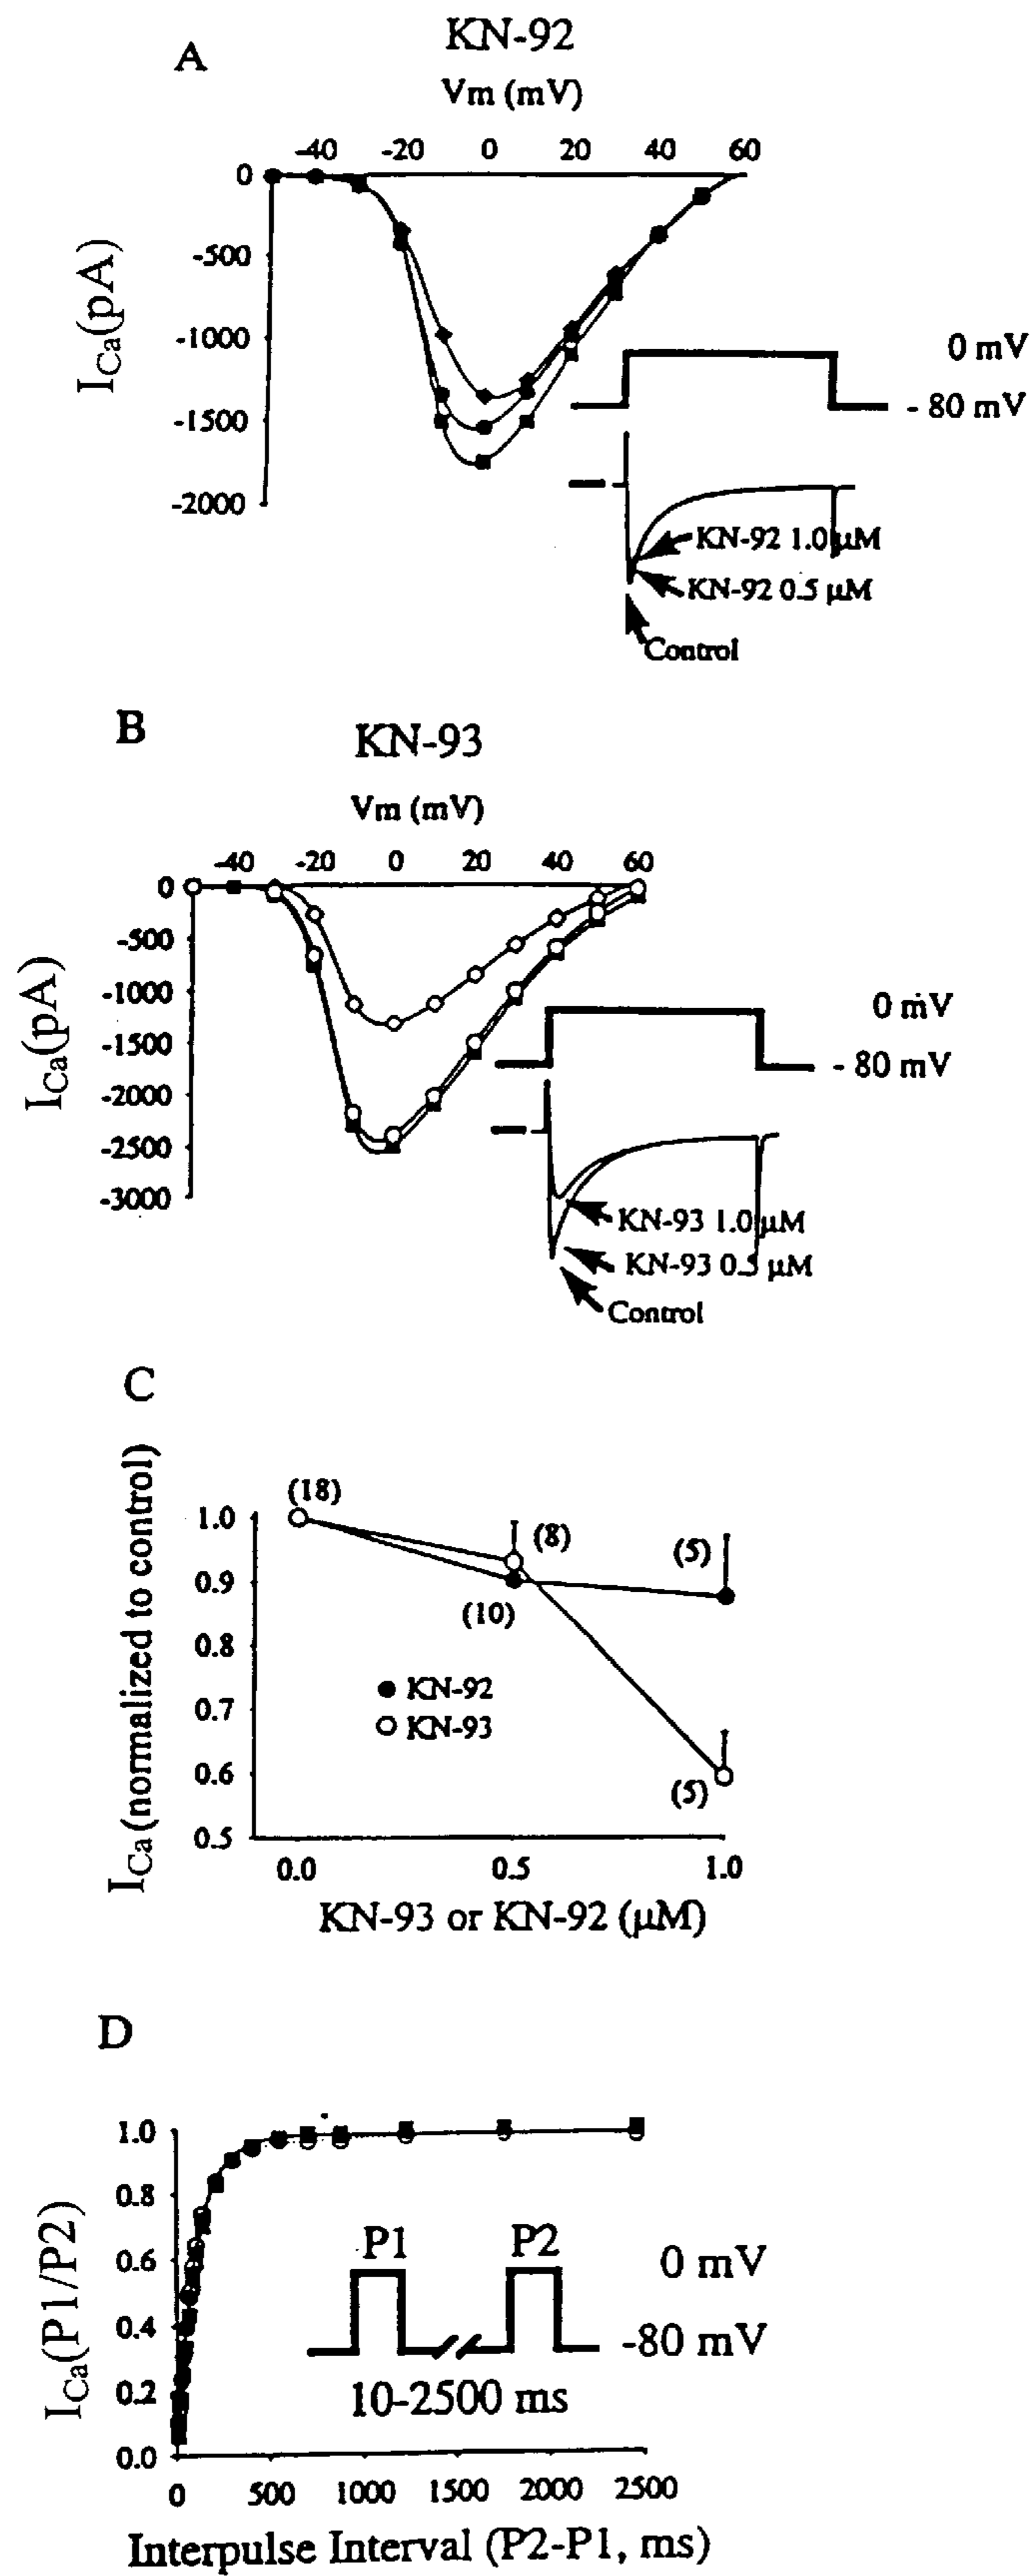 A
KN-92
Vm (mV)
-40 -20 0 20 40 60
0
-500
-1000
-1500
-2000
I_Ca(pA)
0 mV
- 80 mV
KN-92 1.0 μM
KN-92 0.5 μM
Control
B
KN-93
Vm (mV)
-40 -20 0 20 40 60
0
-500
-1000
-1500
-2000
-2500
-3000
I_Ca(pA)
0 mV
- 80 mV
KN-93 1.0 μM
KN-93 0.5 μM
Control
C
I_Ca (normalized to control)
1.0
0.9
0.8
0.7
0.6
0.5
(18)
(8)
(5)
(10)
KN-92
KN-93
(5)
0.0 0.5 1.0
KN-93 or KN-92 (μM)
D
I_Ca(P1/P2)
1.0
0.8
0.6
0.4
0.2
0.0
P1 P2
0 mV
-80 mV
10-2500 ms
0 500 1000 1500 2000 2500
Interpulse Interval (P2-P1, ms)